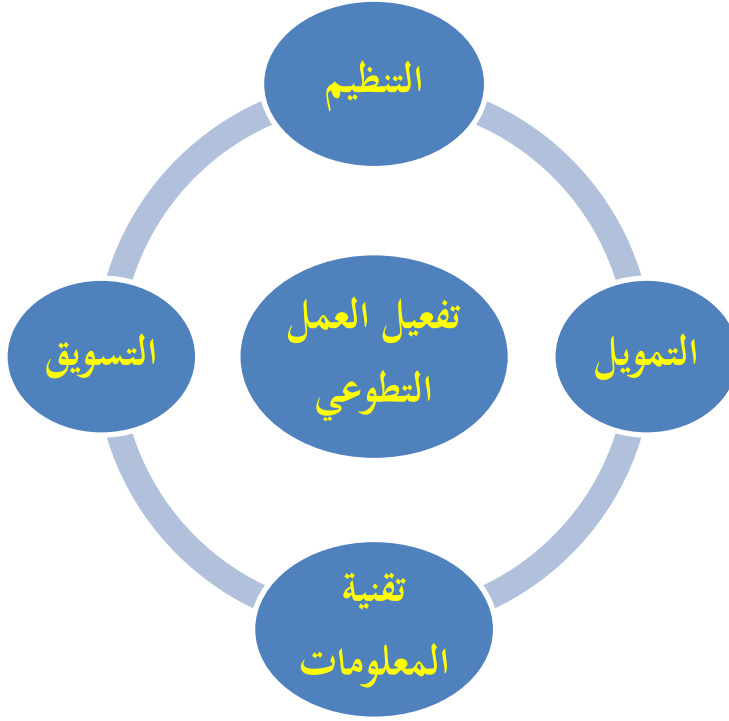 التنظيم
التمويل
تفعيل العمل
التطوعي
التسويق
تقنية
المعلومات